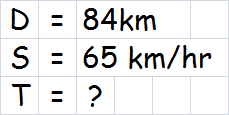 D = 84km
S = 65 km/hr
T = ?